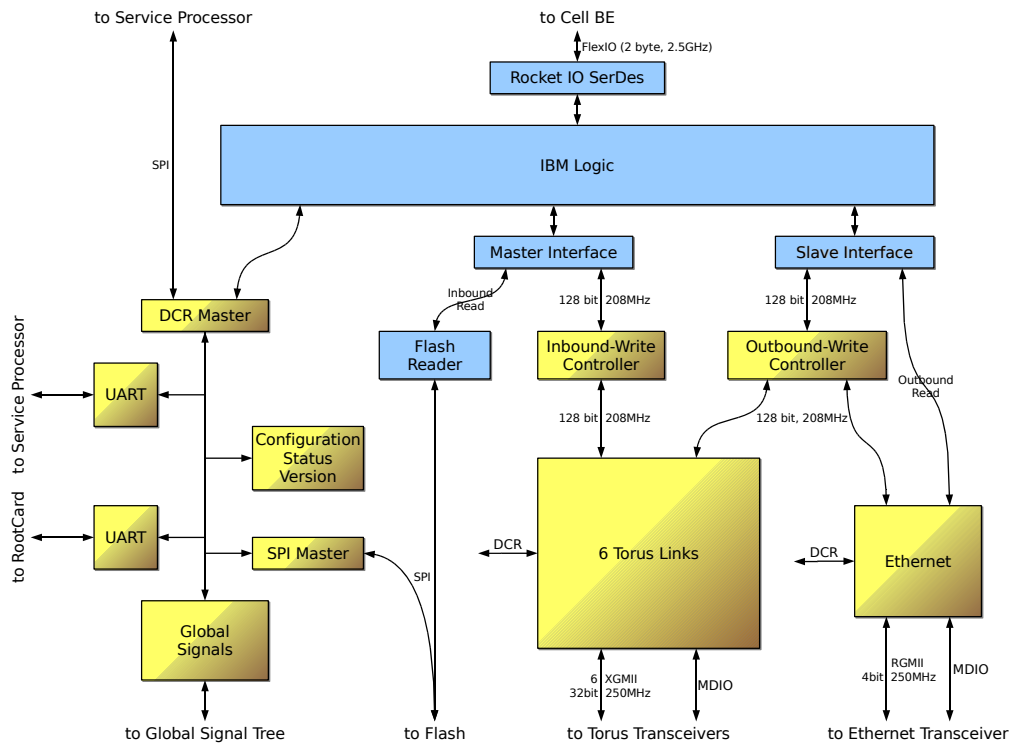 to Service Processor
to Cell BE
FlexIO (2 byte, 2.5GHz)
Rocket IO SerDes
SPI
IBM Logic
Master Interface
Slave Interface
Inbound
Read
128 bit 208MHz
128 bit 208MHz
DCR Master
Flash
Reader
Inbound-Write
Controller
Outbound-Write
Controller
to Service Processor
UART
Outbound
Read
128 bit 208MHz
128 bit, 208MHz
Configuration
Status
Version
to RootCard
UART
SPI Master
DCR
6 Torus Links
DCR
Ethernet
SPI
Global
Signals
6 XGMII
32bit 250MHz
MDIO
RGMII
4bit 250MHz
MDIO
to Global Signal Tree
to Flash
to Torus Transceivers
to Ethernet Transceiver